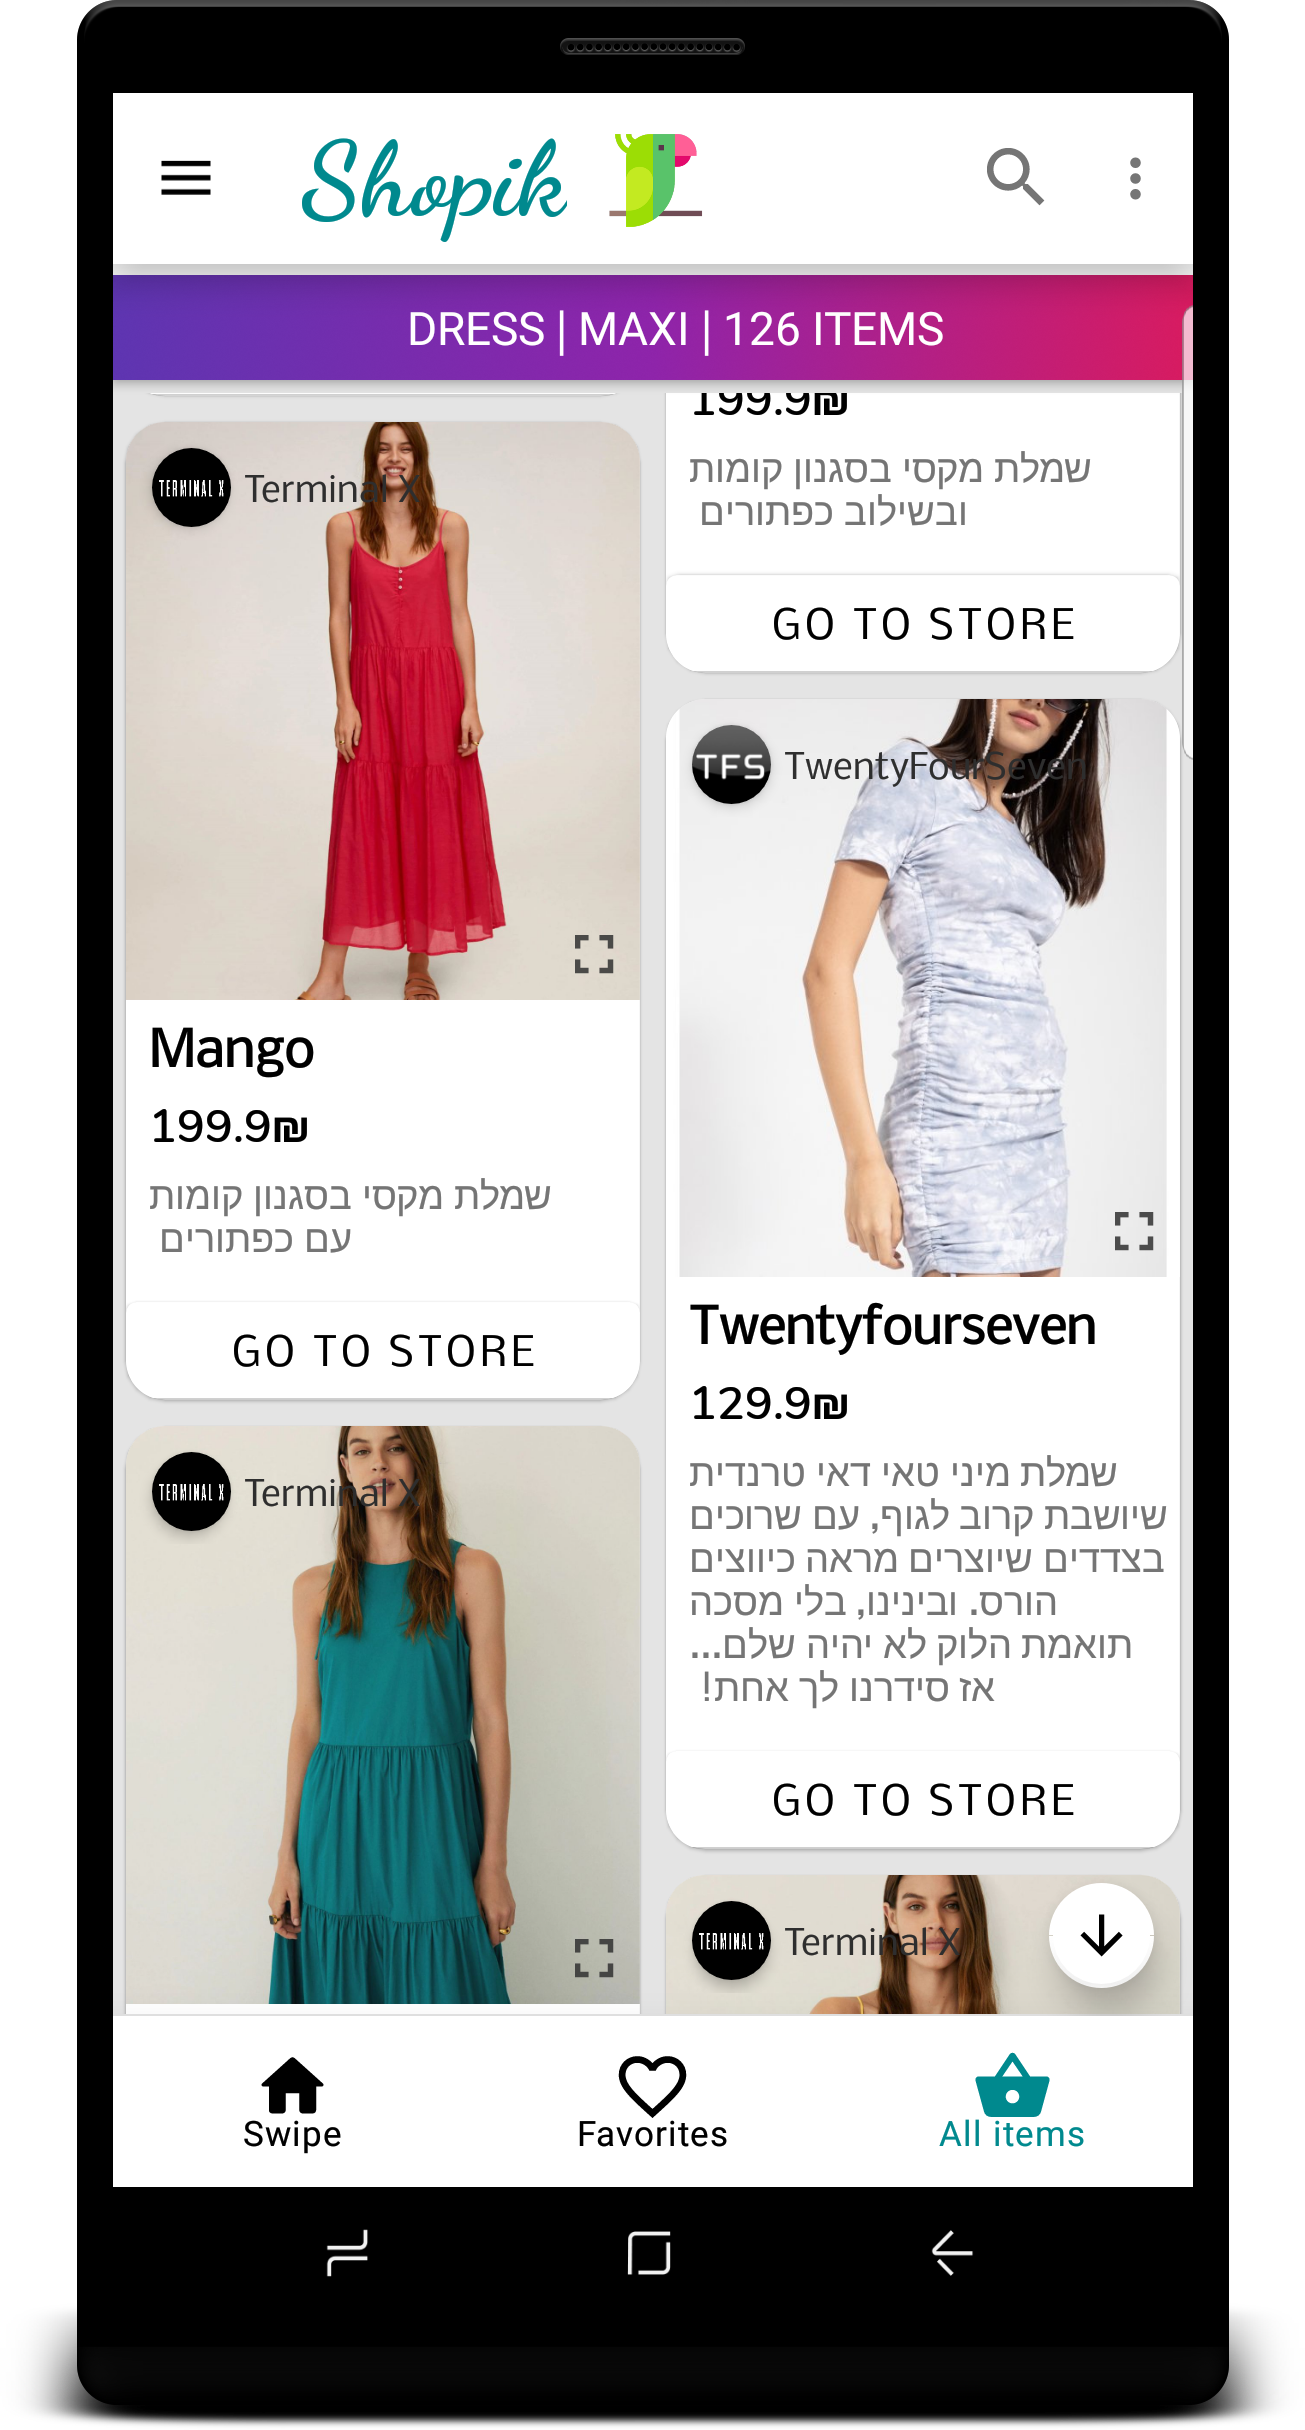 Shopik
DRESS | MAXI | 126 ITEMS
TERMINAL X
Terminal X
Mango
199.9₪
שמלת מקסי בסגנון קומות
עם כפתורים
GO TO STORE
TERMINAL X
Terminal X
199.9₪
שמלת מקסי בסגנון קומות
ובשילוב כפתורים
GO TO STORE
TFS
TwentyFourSeven
Twentyfourseven
129.9₪
שמלת מיני טאי דאי טרנדית
שיושבת קרוב לגוף, עם שרוכים
בצדדים שיוצרים מראה כיווצים
הורס. ובינינו, בלי מסכה
תואמת הלוק לא יהיה שלם...
אז סידרנו לך אחת!
GO TO STORE
TERMINAL X
Terminal X
Swipe
Favorites
All items